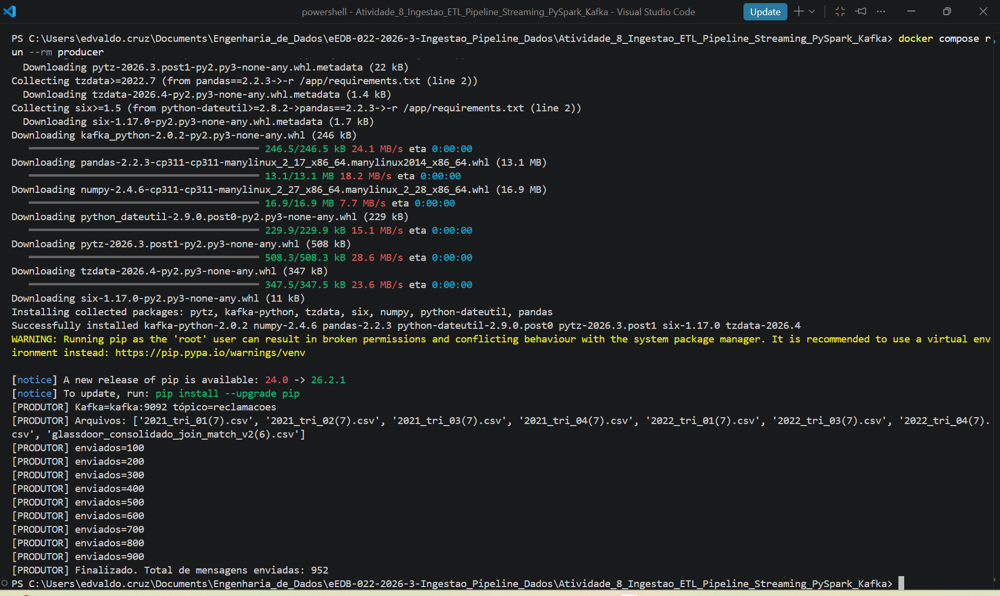 powershell - Atividade_8_Ingestao_ETL_Pipeline_Streaming_PySpark_Kafka - Visual Studio Code
Update
PS C:\Users\edvaldo.cruz\Documents\Engenharia_de_Dados\eEDB-022-2026-3-Ingestao_Pipeline_Dados\Atividade_8_Ingestao_ETL_Pipeline_Streaming_PySpark_Kafka> docker compose r
un --rm producer
Downloading pytz-2026.3.post1-py2.py3-none-any.whl.metadata (22 kB)
Collecting tzdata>=2022.7 (from pandas==2.2.3->-r /app/requirements.txt (line 2))
Downloading tzdata-2026.4-py2.py3-none-any.whl.metadata (1.4 kB)
Collecting six>=1.5 (from python-dateutil>=2.8.2->pandas==2.2.3->-r /app/requirements.txt (line 2))
Downloading six-1.17.0-py2.py3-none-any.whl.metadata (1.7 kB)
Downloading kafka_python-2.0.2-py2.py3-none-any.whl (246 kB)
246.5/246.5 kB 24.1 MB/s eta 0:00:00
Downloading pandas-2.2.3-cp311-cp311-manylinux_2_17_x86_64.manylinux2014_x86_64.whl (13.1 MB)
13.1/13.1 MB 18.2 MB/s eta 0:00:00
Downloading numpy-2.4.6-cp311-cp311-manylinux_2_27_x86_64.manylinux_2_28_x86_64.whl (16.9 MB)
16.9/16.9 MB 7.7 MB/s eta 0:00:00
Downloading python_dateutil-2.9.0.post0-py2.py3-none-any.whl (229 kB)
229.9/229.9 kB 15.1 MB/s eta 0:00:00
Downloading pytz-2026.3.post1-py2.py3-none-any.whl (508 kB)
508.3/508.3 kB 28.6 MB/s eta 0:00:00
Downloading tzdata-2026.4-py2.py3-none-any.whl (347 kB)
347.5/347.5 kB 23.6 MB/s eta 0:00:00
Downloading six-1.17.0-py2.py3-none-any.whl (11 kB)
Installing collected packages: pytz, kafka-python, tzdata, six, numpy, python-dateutil, pandas
Successfully installed kafka-python-2.0.2 numpy-2.4.6 pandas-2.2.3 python-dateutil-2.9.0.post0 pytz-2026.3.post1 six-1.17.0 tzdata-2026.4
WARNING: Running pip as the 'root' user can result in broken permissions and conflicting behaviour with the system package manager. It is recommended to use a virtual env
ironment instead: https://pip.pypa.io/warnings/venv
[notice] A new release of pip is available: 24.0 -> 26.2.1
[notice] To update, run: pip install --upgrade pip
[PRODUTOR] Kafka=kafka:9092 tópico=reclamacoes
[PRODUTOR] Arquivos: ['2021_tri_01(7).csv', '2021_tri_02(7).csv', '2021_tri_03(7).csv', '2021_tri_04(7).csv', '2022_tri_01(7).csv', '2022_tri_03(7).csv', '2022_tri_04(7).
csv', 'glassdoor_consolidado_join_match_v2(6).csv']
[PRODUTOR] enviados=100
[PRODUTOR] enviados=200
[PRODUTOR] enviados=300
[PRODUTOR] enviados=400
[PRODUTOR] enviados=500
[PRODUTOR] enviados=600
[PRODUTOR] enviados=700
[PRODUTOR] enviados=800
[PRODUTOR] enviados=900
[PRODUTOR] Finalizado. Total de mensagens enviadas: 952
PS C:\Users\edvaldo.cruz\Documents\Engenharia_de_Dados\eEDB-022-2026-3-Ingestao_Pipeline_Dados\Atividade_8_Ingestao_ETL_Pipeline_Streaming_PySpark_Kafka>